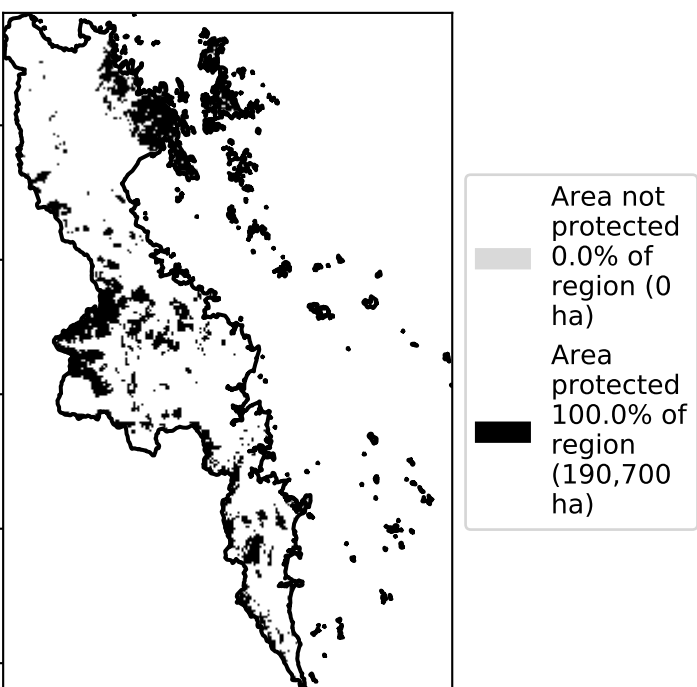 Area not
protected
0.0% of
region (0
ha)
Area
protected
100.0% of
region
(190,700
ha)